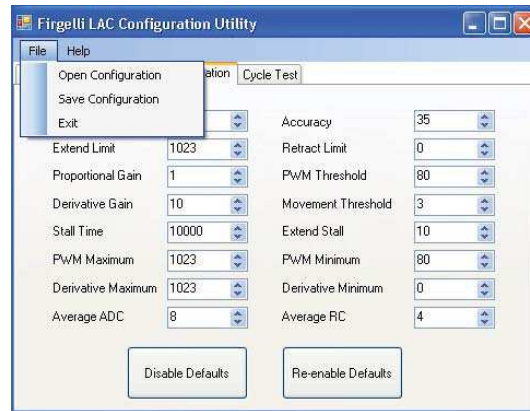 Firgelli LAC Configuration Utility
File Help
Open Configuration
Save Configuration
Exit
Cycle Test
Accuracy 35
Extend Limit 1023 Retract Limit 0
Proportional Gain 1 PWM Threshold 80
Derivative Gain 10 Movement Threshold 3
Stall Time 10000 Extend Stall 10
PWM Maximum 1023 PWM Minimum 80
Derivative Maximum 1023 Derivative Minimum 0
Average ADC 8 Average RC 4
Disable Defaults Re-enable Defaults